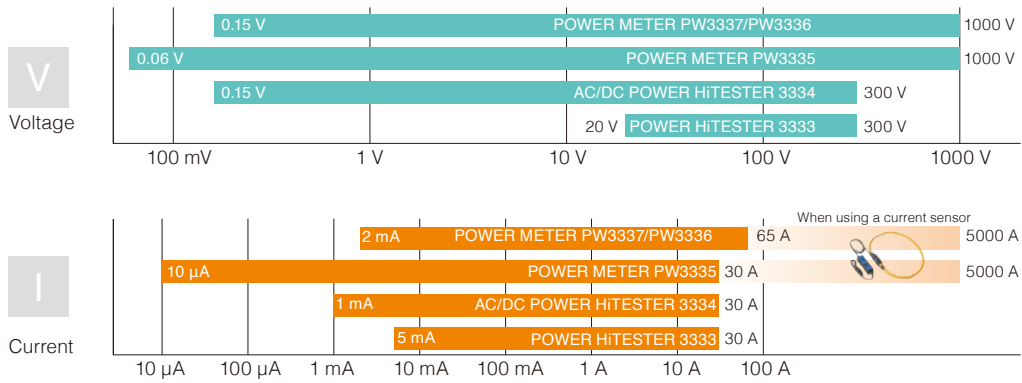 0.15 V POWER METER PW3337/PW3336 1000 V
0.06 V POWER METER PW3335 1000 V
V
0.15 V AC/DC POWER HiTESTER 3334 300 V
Voltage
20 V POWER HiTESTER 3333 300 V
100 mV 1 V 10 V 100 V 1000 V
When using a current sensor
2 mA POWER METER PW3337/PW3336 65 A 5000 A
10 µA POWER METER PW3335 30 A 5000 A
I
1 mA AC/DC POWER HiTESTER 3334 30 A
Current
5 mA POWER HiTESTER 3333 30 A
10 µA 100 µA 1 mA 10 mA 100 mA 1 A 10 A 100 A